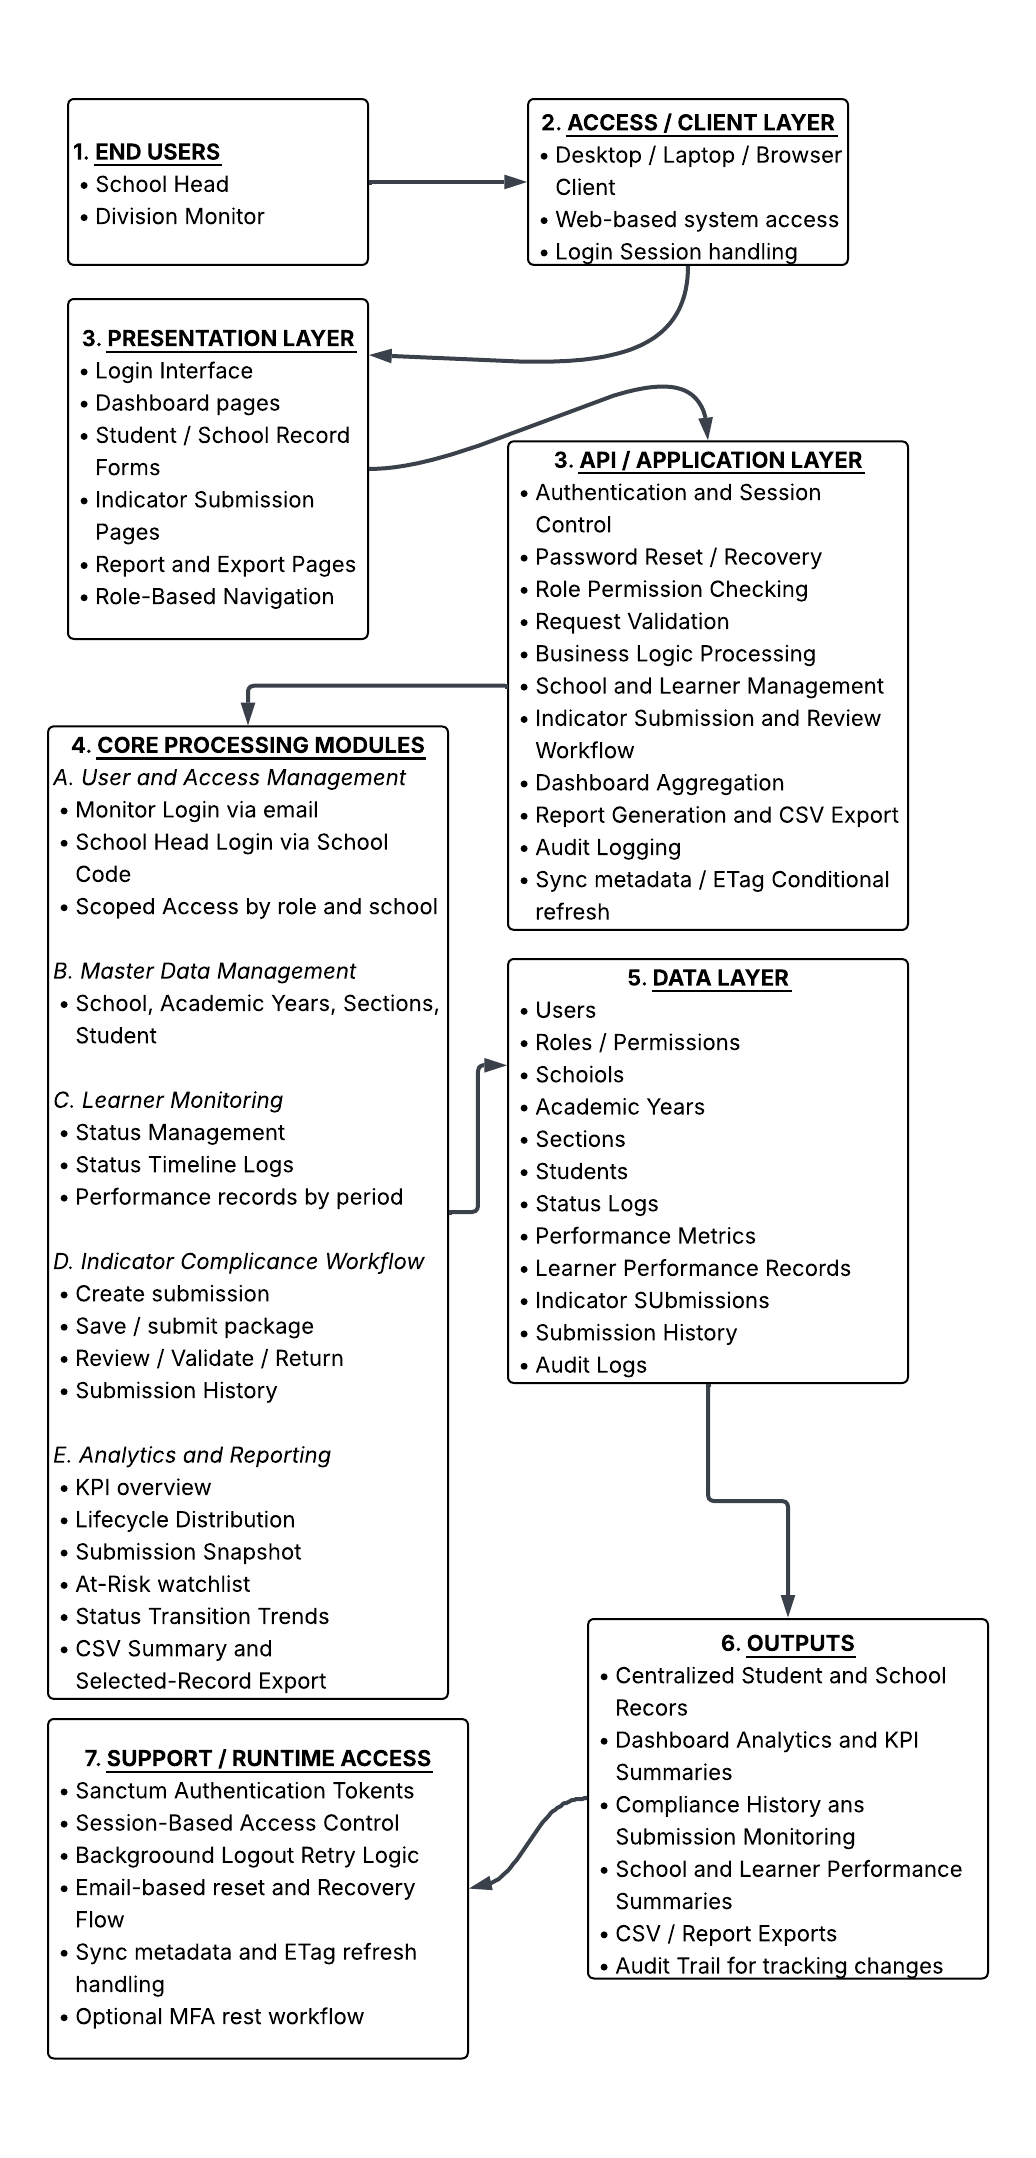 1. END USERS
• School Head
• Division Monitor
2. ACCESS / CLIENT LAYER
• Desktop / Laptop / Browser
Client
• Web-based system access
• Login Session handling
3. PRESENTATION LAYER
• Login Interface
• Dashboard pages
• Student / School Record
Forms
• Indicator Submission
Pages
• Report and Export Pages
• Role-Based Navigation
3. API / APPLICATION LAYER
• Authentication and Session
Control
• Password Reset / Recovery
• Role Permission Checking
• Request Validation
• Business Logic Processing
• School and Learner Management
• Indicator Submission and Review
Workflow
• Dashboard Aggregation
• Report Generation and CSV Export
• Audit Logging
• Sync metadata / ETag Conditional
refresh
4. CORE PROCESSING MODULES
A. User and Access Management
• Monitor Login via email
• School Head Login via School
Code
• Scoped Access by role and school
B. Master Data Management
• School, Academic Years, Sections,
Student
C. Learner Monitoring
• Status Management
• Status Timeline Logs
• Performance records by period
D. Indicator Complicance Workflow
• Create submission
• Save / submit package
• Review / Validate / Return
• Submission History
E. Analytics and Reporting
• KPI overview
• Lifecycle Distribution
• Submission Snapshot
• At-Risk watchlist
• Status Transition Trends
• CSV Summary and
Selected-Record Export
5. DATA LAYER
• Users
• Roles / Permissions
• Schoiols
• Academic Years
• Sections
• Students
• Status Logs
• Performance Metrics
• Learner Performance Records
• Indicator SUbmissions
• Submission History
• Audit Logs
6. OUTPUTS
• Centralized Student and School
Recors
• Dashboard Analytics and KPI
Summaries
• Compliance History ans
Submission Monitoring
• School and Learner Performance
Summaries
• CSV / Report Exports
• Audit Trail for tracking changes
7. SUPPORT / RUNTIME ACCESS
• Sanctum Authentication Tokents
• Session-Based Access Control
• Backgroound Logout Retry Logic
• Email-based reset and Recovery
Flow
• Sync metadata and ETag refresh
handling
• Optional MFA rest workflow